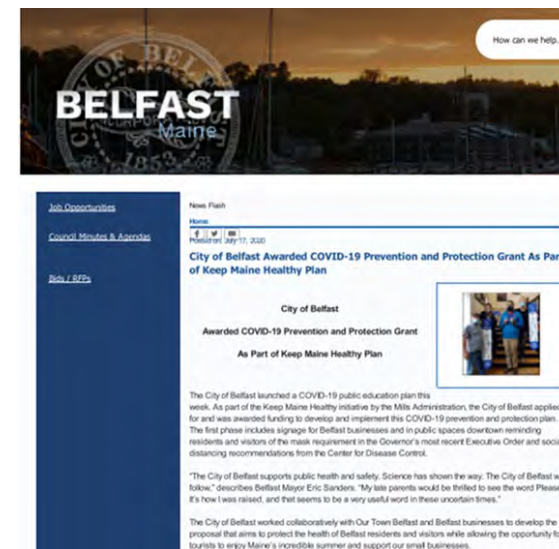 How can we help.
CITY OF BELFAST
BELFAST
Maine
1853
Job Opportunities
Council Minutes & Agendas
Bids / RFPs
News Flash
Home
Posted on: July 17, 2020
City of Belfast Awarded COVID-19 Prevention and Protection Grant As Par
of Keep Maine Healthy Plan
City of Belfast
Awarded COVID-19 Prevention and Protection Grant
As Part of Keep Maine Healthy Plan
The City of Belfast launched a COVID-19 public education plan this
week. As part of the Keep Maine Healthy initiative by the Mills Administration, the City of Belfast applied
for and was awarded funding to develop and implement this COVID-19 prevention and protection plan.
The first phase includes signage for Belfast businesses and in public spaces downtown reminding
residents and visitors of the mask requirement in the Governor's most recent Executive Order and socia
distancing recommendations from the Center for Disease Control.
"The City of Belfast supports public health and safety. Science has shown the way. The City of Belfast w
follow," describes Belfast Mayor Eric Sanders. "My late parents would be thrilled to see the word Please
It's how I was raised, and that seems to be a very useful word in these uncertain times."
The City of Belfast worked collaboratively with Our Town Belfast and Belfast businesses to develop the
proposal that aims to protect the health of Belfast residents and visitors while allowing the opportunity fo
tourists to enjoy Maine's incredible summer and support our small businesses.